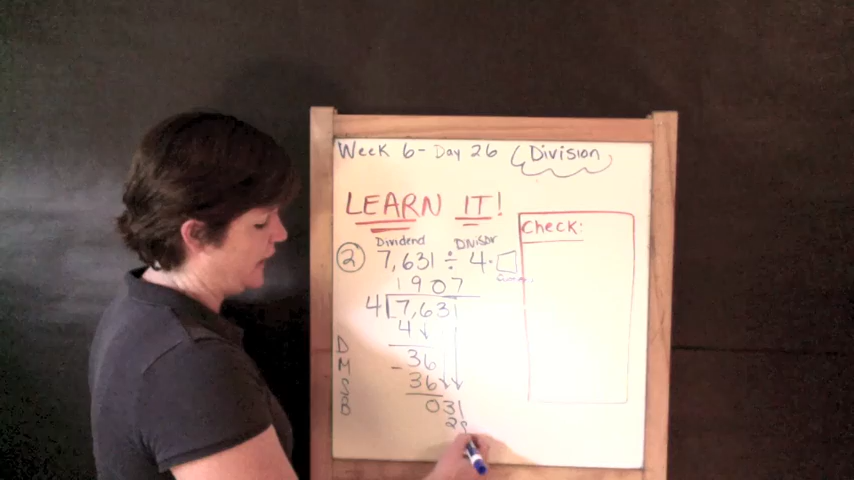 Week 6 - Day 26 (Division)
LEARN IT!
Check:
Dividend Divisor
2 7,631 ÷ 4 =
1907
4 7,631
4
36
- 36
031
28
D
M
S
B